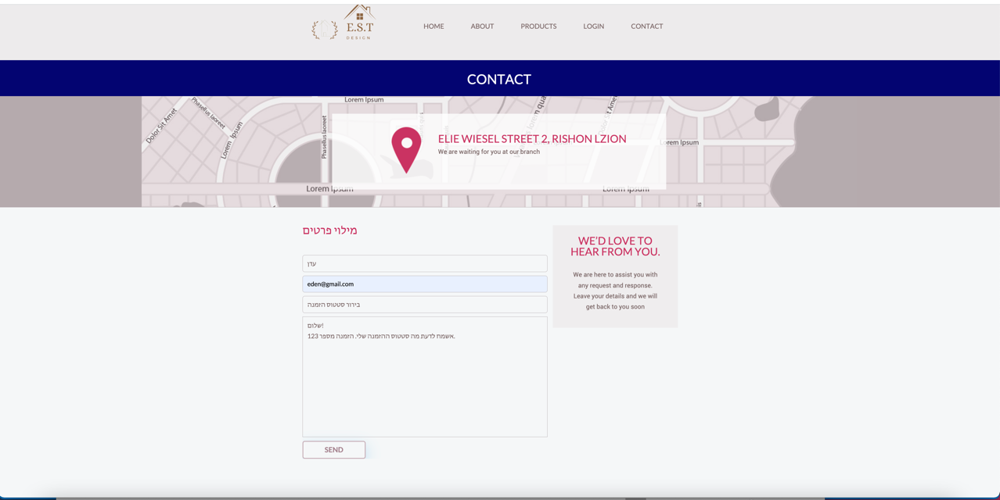 E.S.T
DESIGN
HOME
ABOUT
PRODUCTS
LOGIN
CONTACT
CONTACT
Lorem Ipsum
Phasellus laoreet
Dolor Sit Amet
Lorem Ipsum
Phasellus laoreet
ELIE WIESEL STREET 2, RISHON LZION
We are waiting for you at our branch
Lorem Ipsum
Lorem Ipsum
Lorem Ipsum
מילוי פרטים
עדן
eden@gmail.com
בירור סטטוס הזמנה
שלום!
אשמח לדעת מה סטטוס ההזמנה שלי. הזמנה מספר 123.
SEND
WE'D LOVE TO
HEAR FROM YOU.
We are here to assist you with
any request and response.
Leave your details and we will
get back to you soon